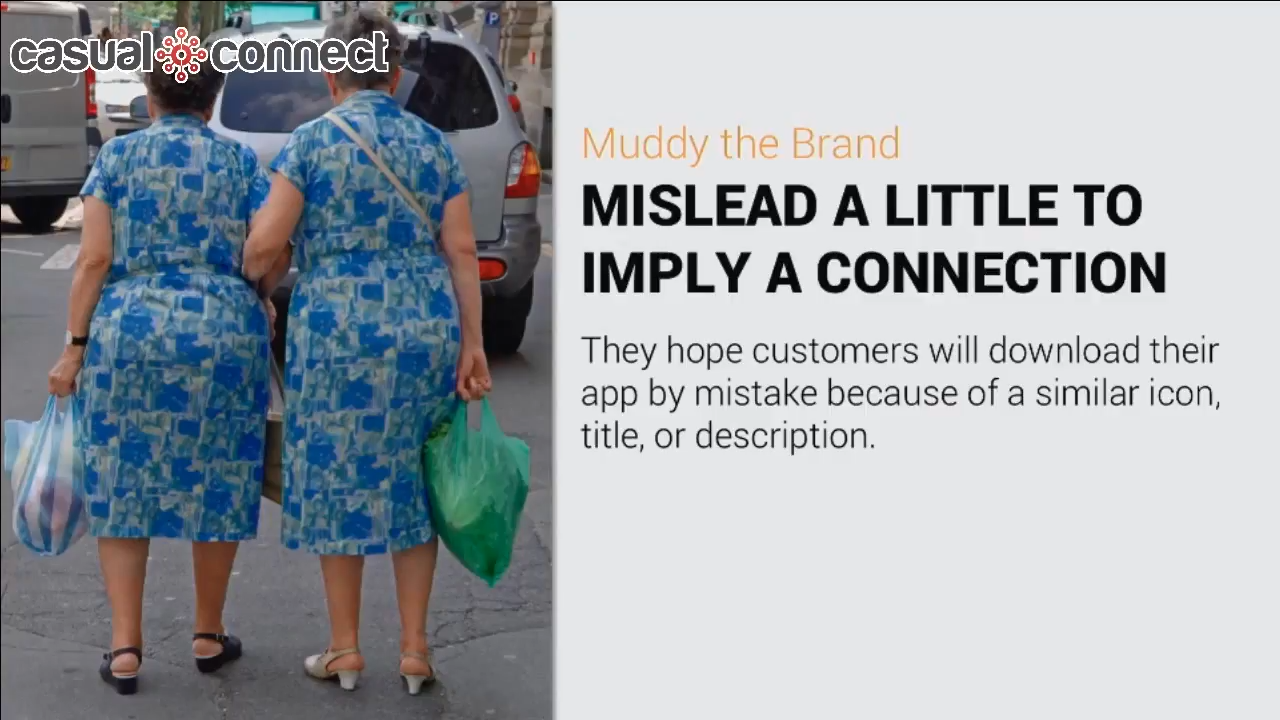 casual connect
P
Muddy the Brand
MISLEAD A LITTLE TO
IMPLY A CONNECTION
They hope customers will download their
app by mistake because of a similar icon,
title, or description.